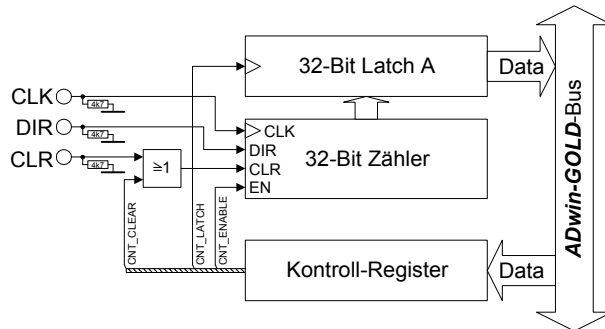 32-Bit Latch A
Data
CLK
4k7
DIR
4k7
CLR
4k7
≥1
CLK
DIR
CLR
EN
32-Bit Zähler
CNT_CLEAR
CNT_LATCH
CNT_ENABLE
Kontroll-Register
Data
ADwin-GOLD-Bus